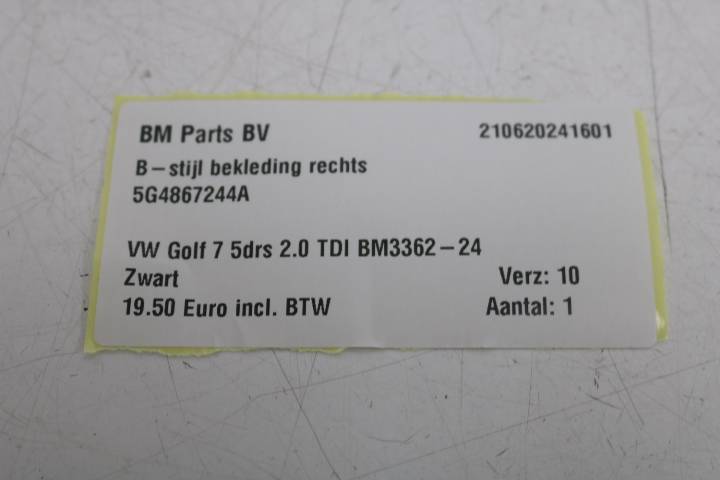 BM Parts BV 210620241601
B-stijl bekleding rechts
5G4867244A
VW Golf 7 5drs 2.0 TDI BM3362-24
Zwart Verz: 10
19.50 Euro incl. BTW Aantal: 1